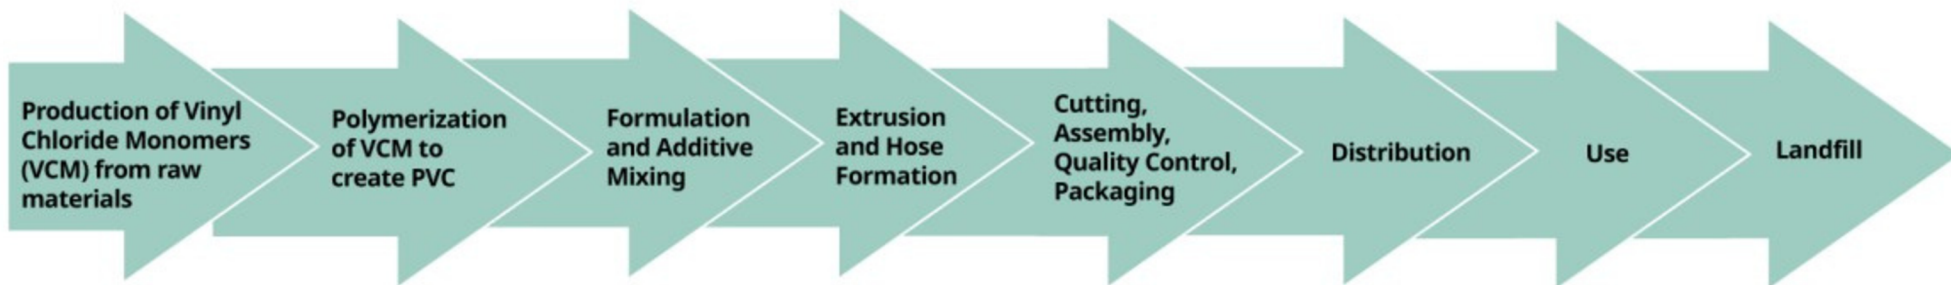 Production of Vinyl
Chloride Monomers
(VCM) from raw
materials
Polymerization
of VCM to
create PVC
Formulation
and Additive
Mixing
Extrusion
and Hose
Formation
Cutting,
Assembly,
Quality Control,
Packaging
Distribution
Use
Landfill